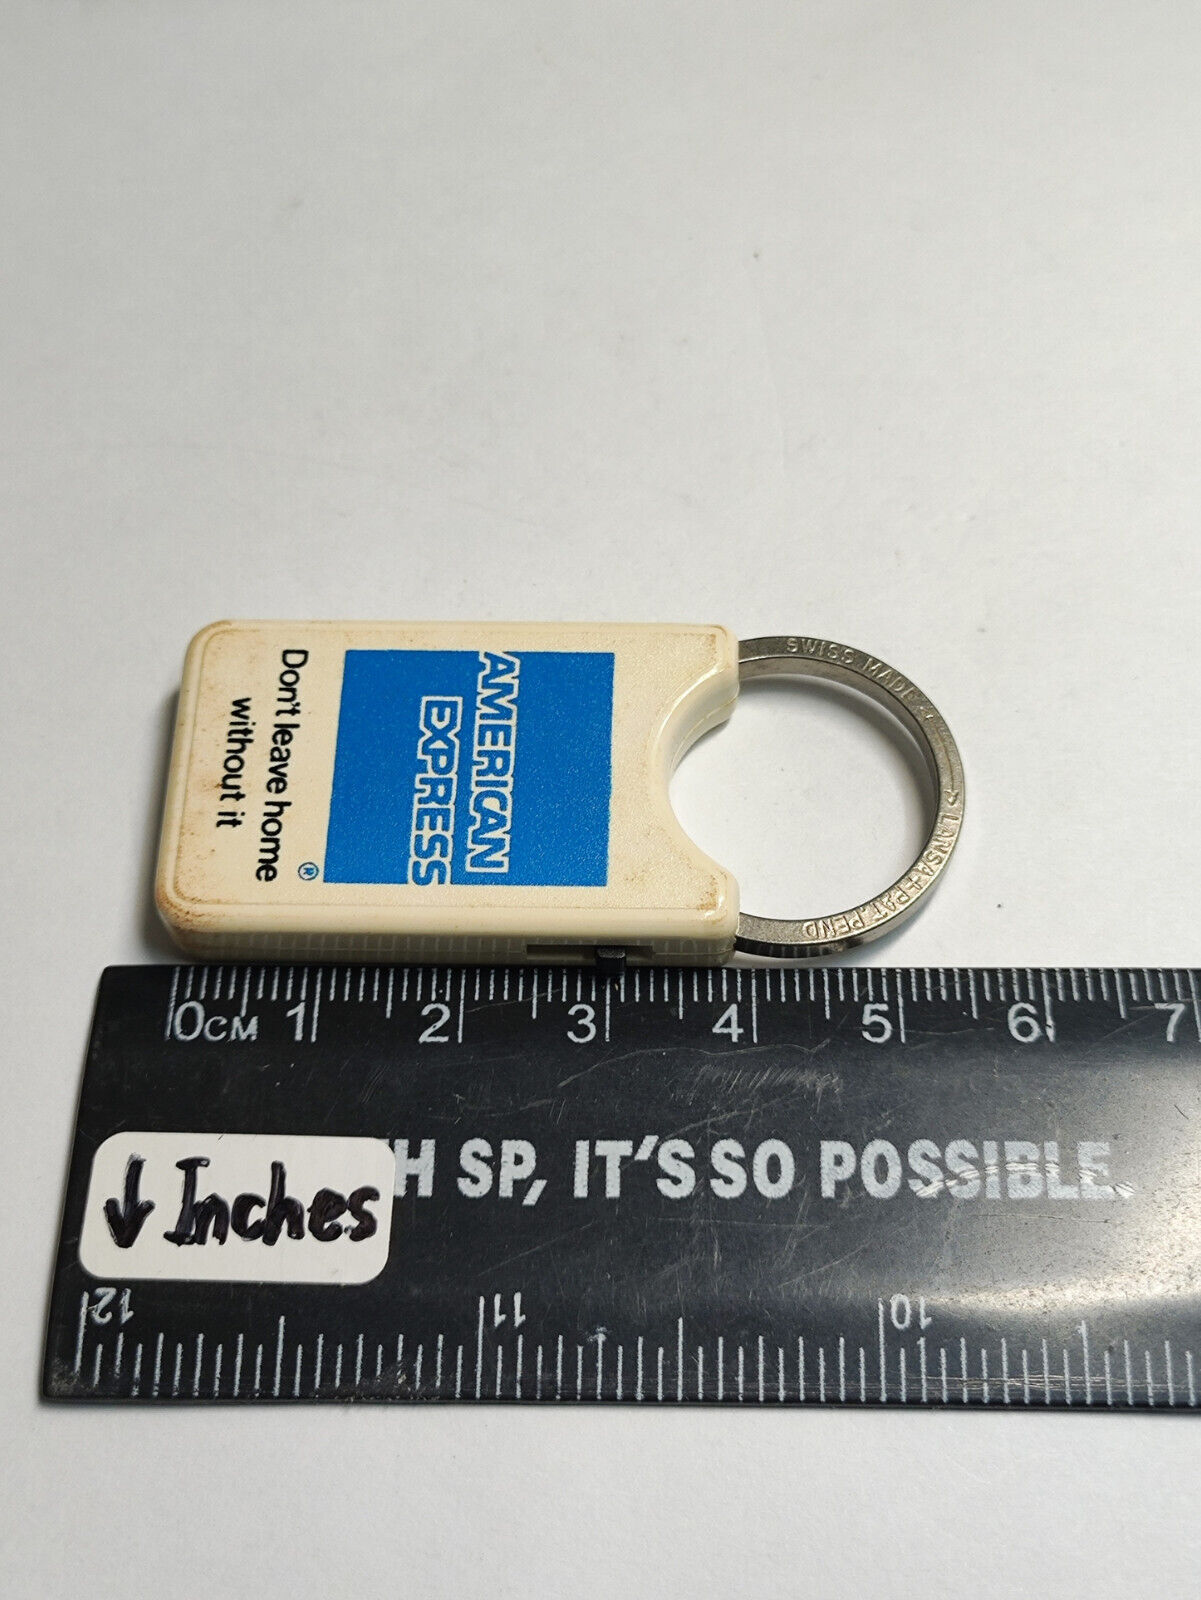 AMERICAN
EXPRESS
Don't leave home
without it
®
SWISS MADE
LANSA + PAT. PEND
0CM 1 2 3 4 5 6 7
H SP, IT'S SO POSSIBLE.
↓ Inches
12 11 10